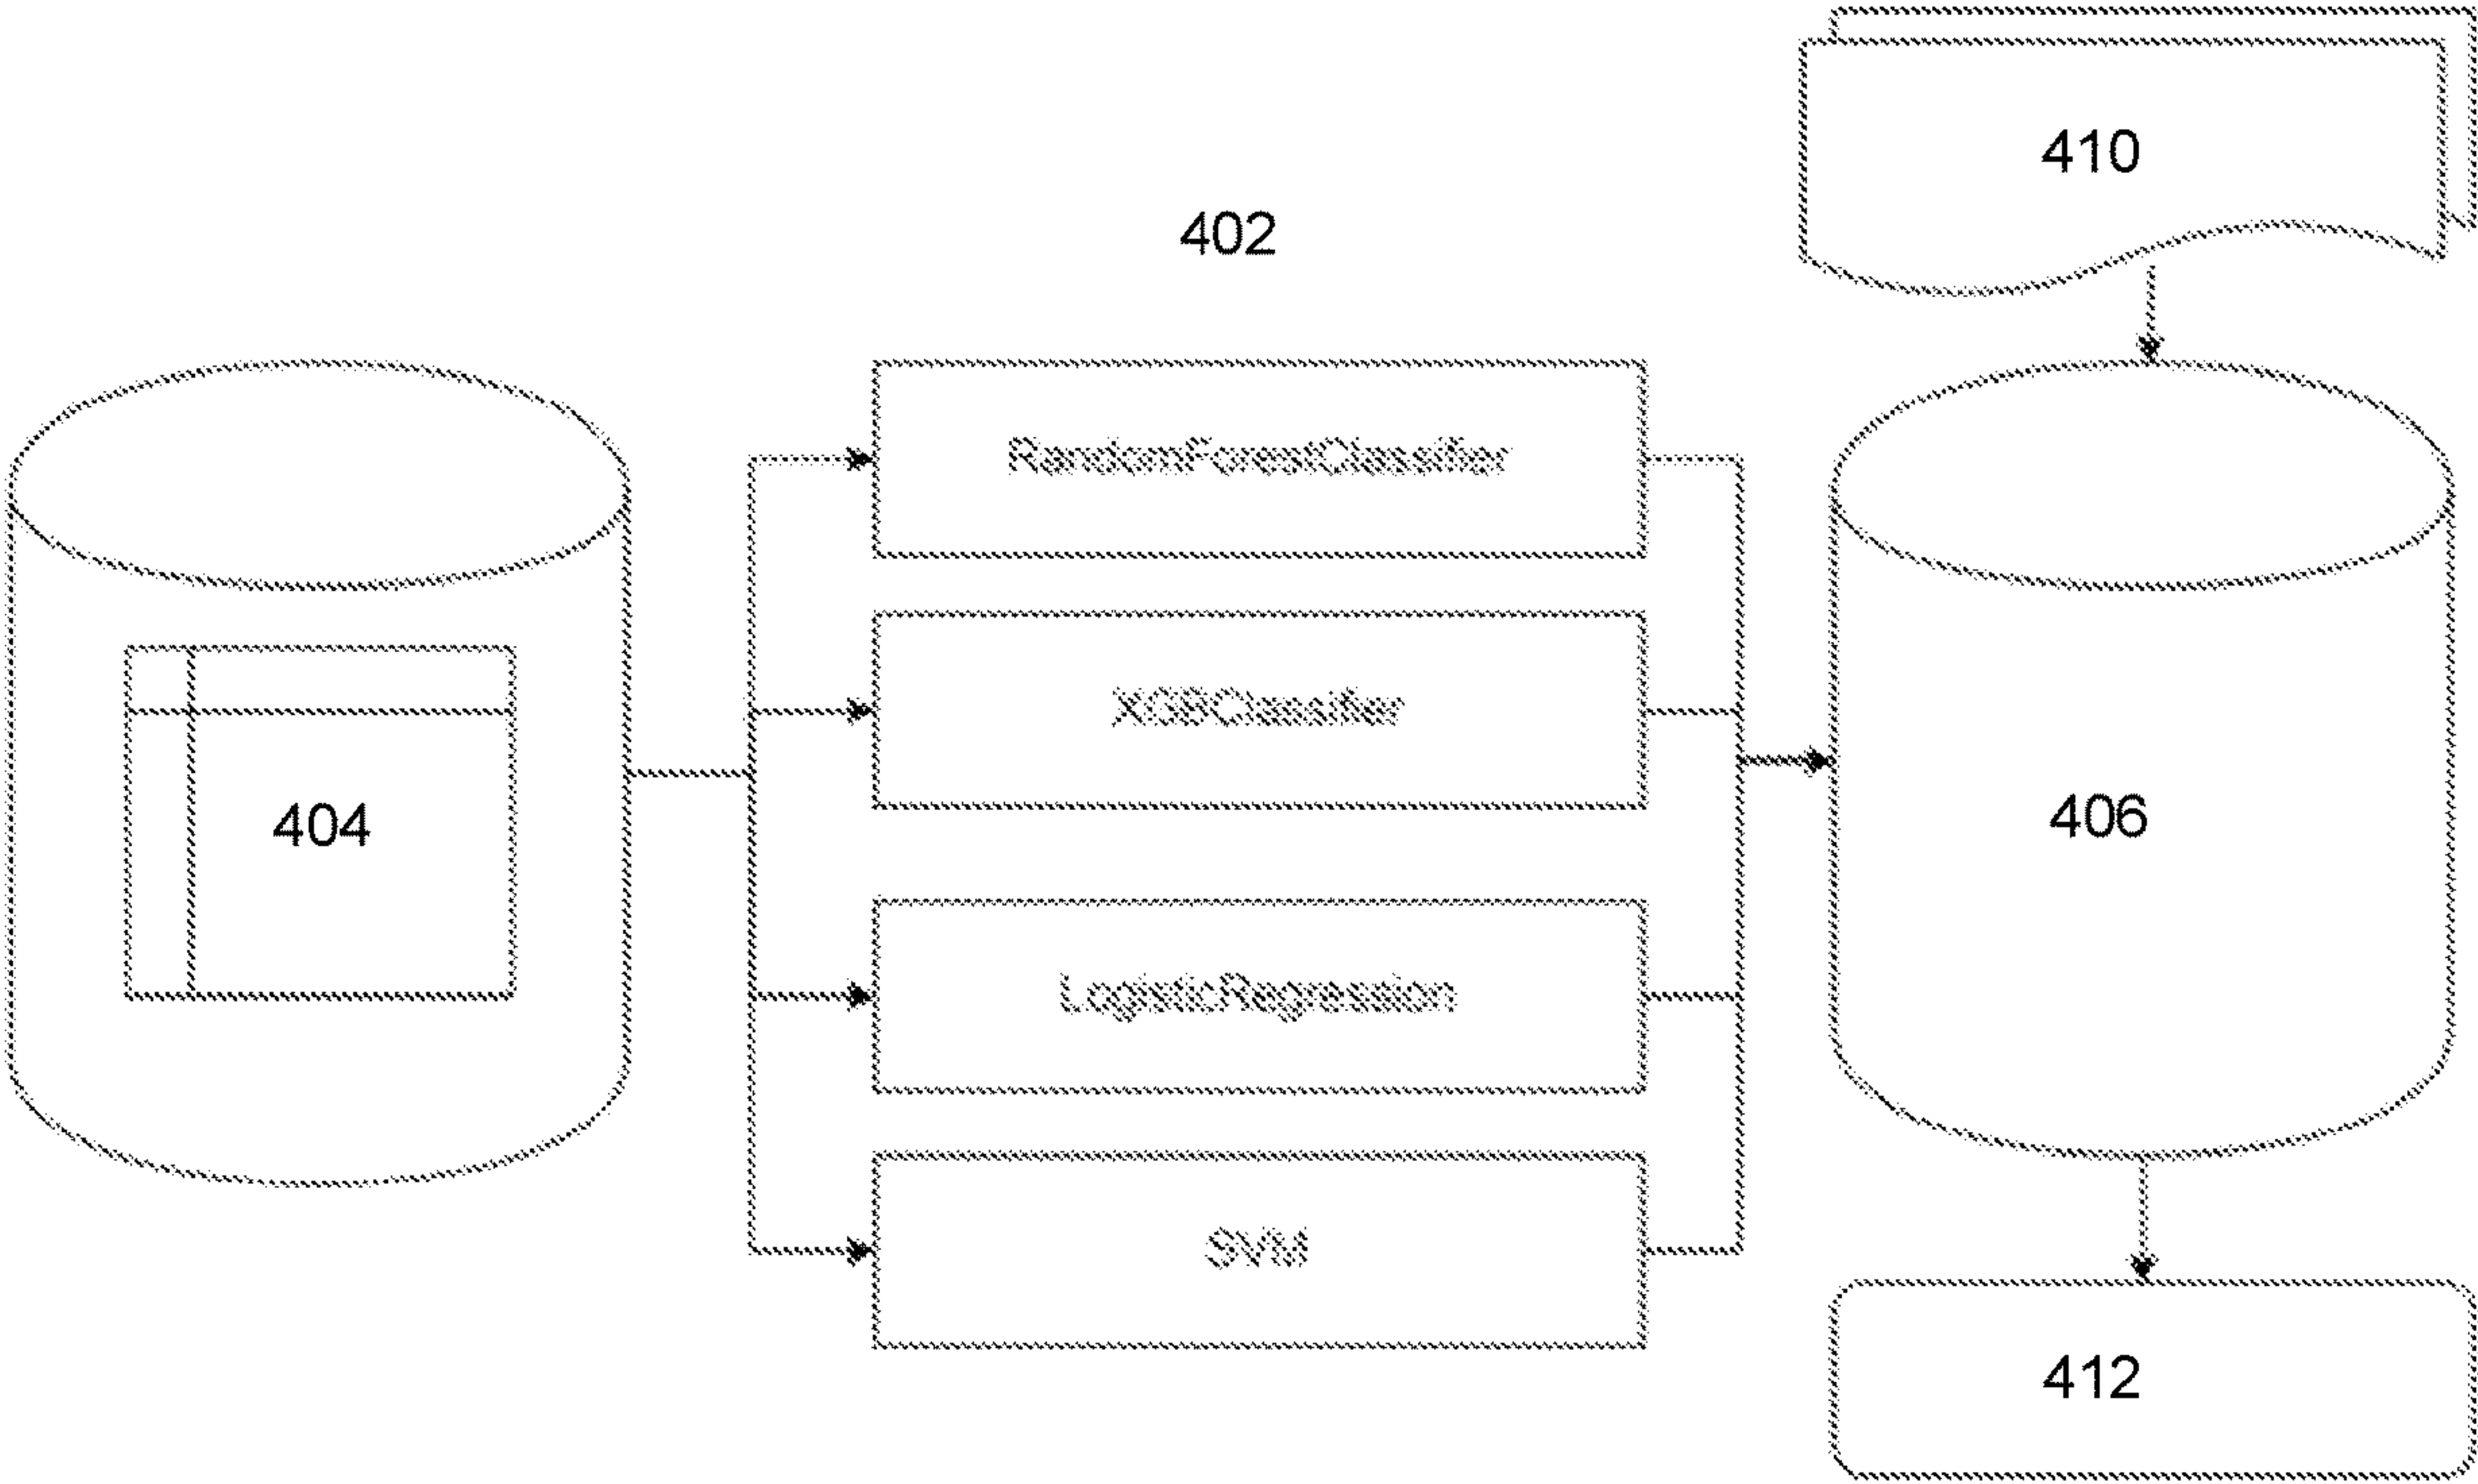 410
402
RandomForestClassifier
XGBClassifier
404
406
LogisticRegression
SVM
412